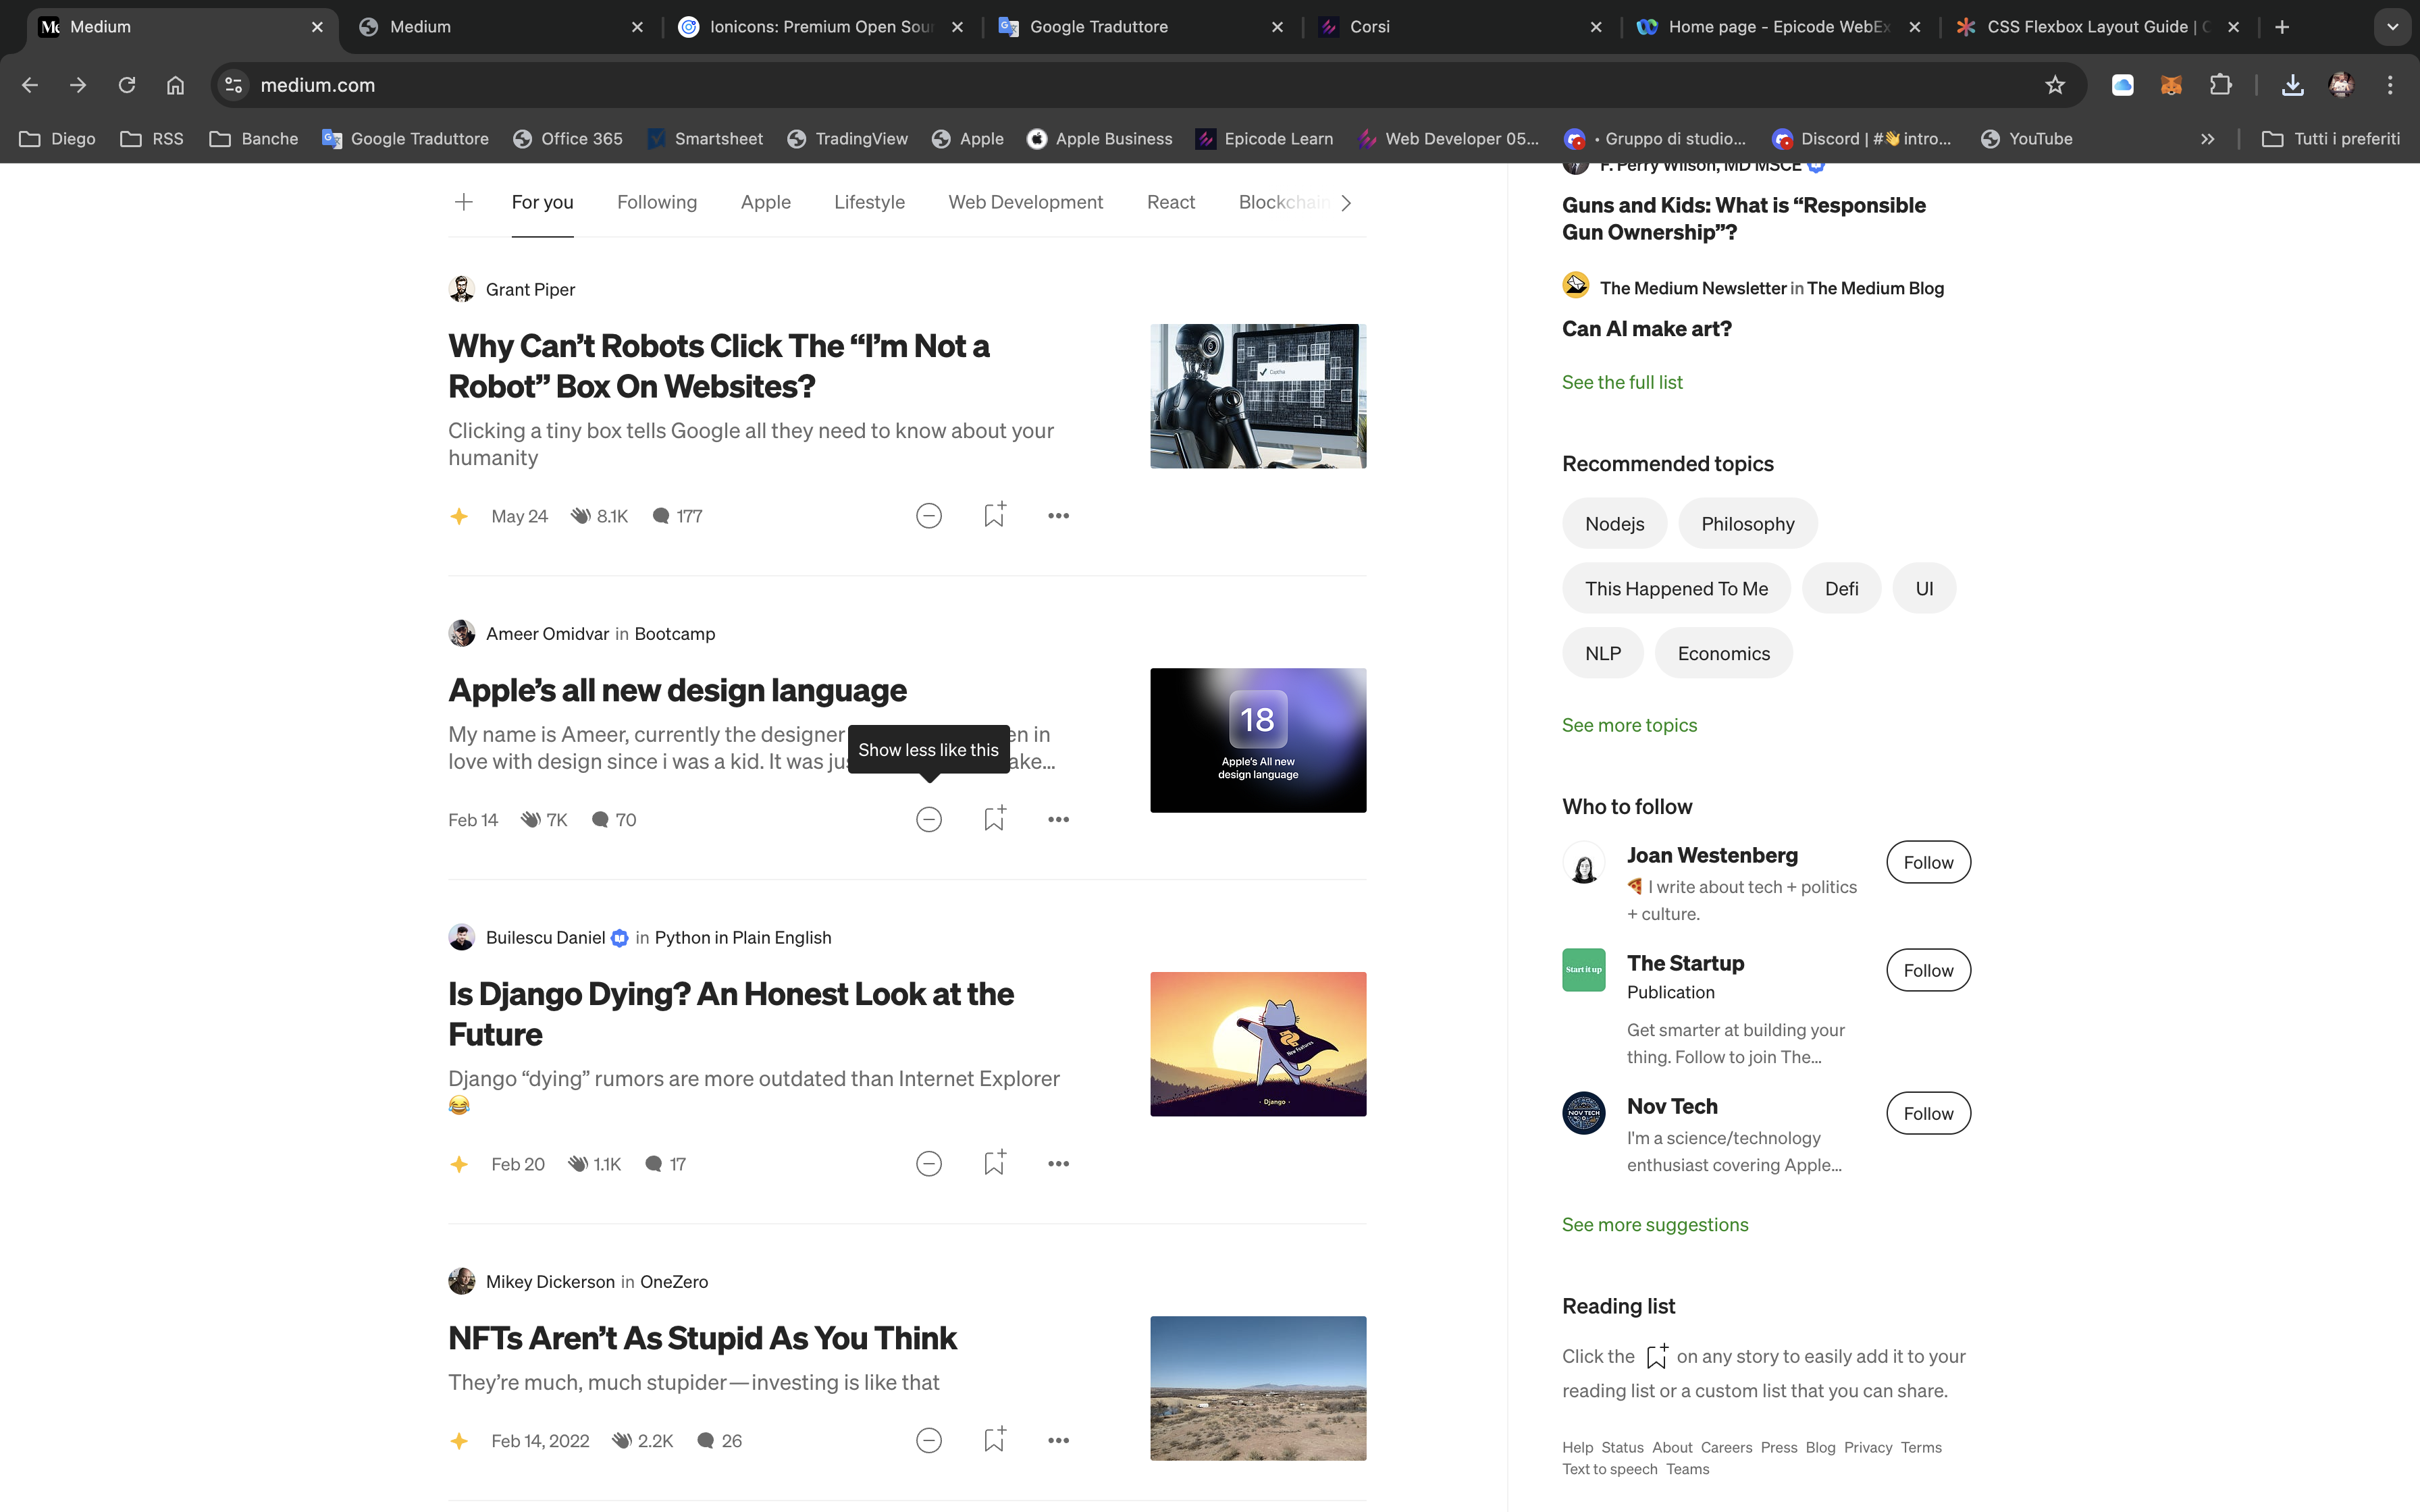 Medium
Medium
Ionicons: Premium Open Sour
Google Traduttore
Corsi
Home page - Epicode WebEx
CSS Flexbox Layout Guide | C
medium.com
Diego
RSS
Banche
Google Traduttore
Office 365
Smartsheet
TradingView
Apple
Apple Business
Epicode Learn
Web Developer 05...
• Gruppo di studio...
Discord | #👋intro...
YouTube
Tutti i preferiti
For you
Following
Apple
Lifestyle
Web Development
React
Blockchain
Grant Piper
Why Can’t Robots Click The “I’m Not a
Robot” Box On Websites?
Clicking a tiny box tells Google all they need to know about your
humanity
May 24
8.1K
177
Ameer Omidvar in Bootcamp
Apple’s all new design language
My name is Ameer, currently the designer en in
love with design since i was a kid. It was jus ake...
Show less like this
Feb 14
7K
70
18
Apple’s All new
design language
Builescu Daniel in Python in Plain English
Is Django Dying? An Honest Look at the
Future
Django “dying” rumors are more outdated than Internet Explorer
😂
Feb 20
1.1K
17
New Features
- Django -
Mikey Dickerson in OneZero
NFTs Aren’t As Stupid As You Think
They’re much, much stupider — investing is like that
Feb 14, 2022
2.2K
26
F. Perry Wilson, MD MSCE
Guns and Kids: What is “Responsible
Gun Ownership”?
The Medium Newsletter in The Medium Blog
Can AI make art?
See the full list
Recommended topics
Nodejs
Philosophy
This Happened To Me
Defi
UI
NLP
Economics
See more topics
Who to follow
Joan Westenberg
🍕 I write about tech + politics
+ culture.
Follow
Start it up
The Startup
Publication
Get smarter at building your
thing. Follow to join The...
Follow
NOV TECH
Nov Tech
I'm a science/technology
enthusiast covering Apple...
Follow
See more suggestions
Reading list
Click the on any story to easily add it to your
reading list or a custom list that you can share.
Help Status About Careers Press Blog Privacy Terms
Text to speech Teams